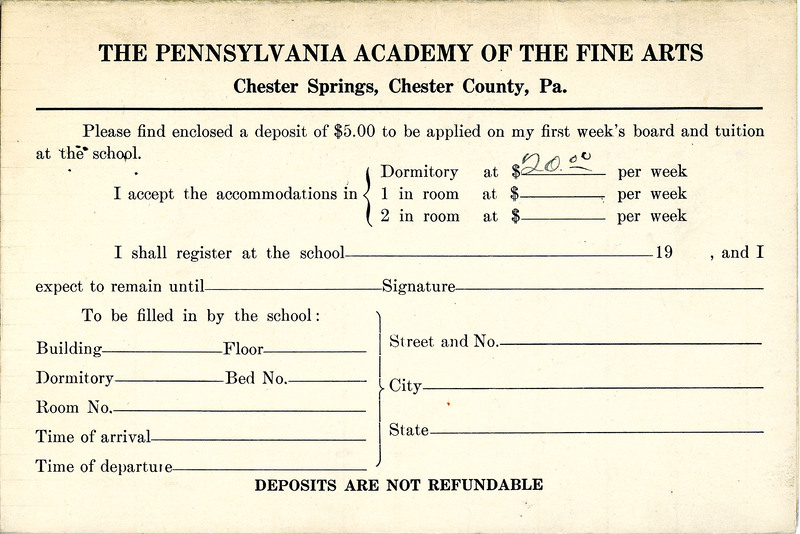 THE PENNSYLVANIA ACADEMY OF THE FINE ARTS
Chester Springs, Chester County, Pa.
Please find enclosed a deposit of $5.00 to be applied on my first week's board and tuition
at the school.
I accept the accommodations in
Dormitory at $20.00 per week
1 in room at $ per week
2 in room at $ per week
I shall register at the school 19 , and I
expect to remain until Signature
To be filled in by the school:
Building Floor
Dormitory Bed No.
Room No.
Time of arrival
Time of departure
Street and No.
City
State
DEPOSITS ARE NOT REFUNDABLE